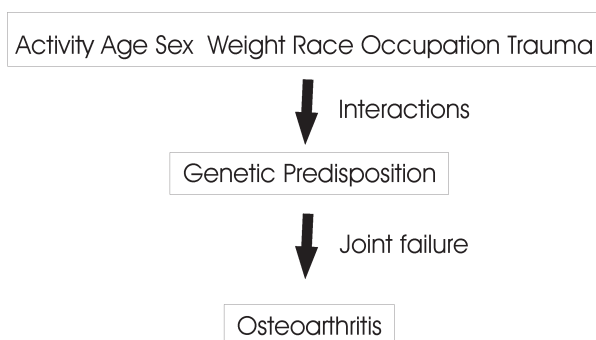 Activity Age Sex Weight Race Occupation Trauma
Interactions
Genetic Predisposition
Joint failure
Osteoarthritis